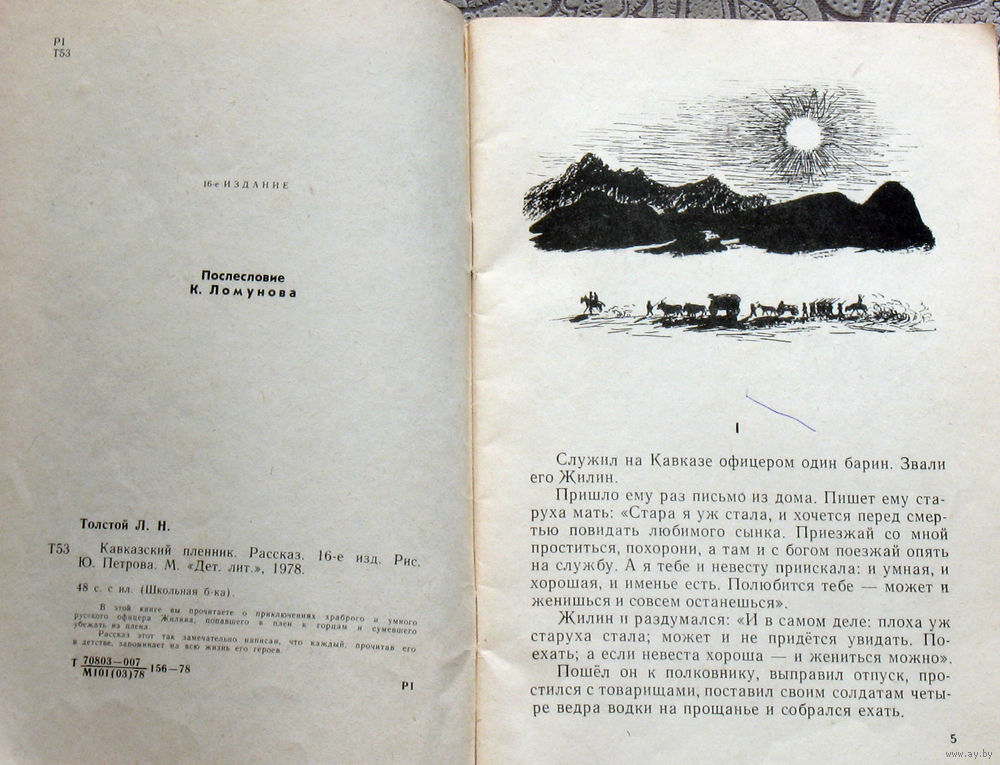 Р1
Т53
16-е ИЗДАНИЕ
Послесловие
К. Ломунова
Толстой Л. Н.
Т53 Кавказский пленник. Рассказ. 16-е изд. Рис.
Ю. Петрова. М. «Дет. лит.», 1978.
48 с. с ил. (Школьная б-ка).
В этой книге вы прочитаете о приключениях храброго и умного
русского офицера Жилина, попавшего в плен к горцам и сумевшего
убежать из плена.
Рассказ этот так замечательно написан, что каждый, прочитав его
в детстве, запоминает на всю жизнь его героев.
Т 70803—007 156—78
М101(03)78
Р1
I
Служил на Кавказе офицером один барин. Звали
его Жилин.
Пришло ему раз письмо из дома. Пишет ему ста-
руха мать: «Стара я уж стала, и хочется перед смер-
тью повидать любимого сынка. Приезжай со мной
проститься, похорони, а там и с богом поезжай опять
на службу. А я тебе и невесту приискала: и умная, и
хорошая, и именье есть. Полюбится тебе — может и
женишься и совсем останешься».
Жилин и раздумался: «И в самом деле: плоха уж
старуха стала; может и не придётся увидать. По-
ехать; а если невеста хороша — и жениться можно».
Пошёл он к полковнику, выправил отпуск, про-
стился с товарищами, поставил своим солдатам четы-
ре ведра водки на прощанье и собрался ехать.
5
www.ay.by